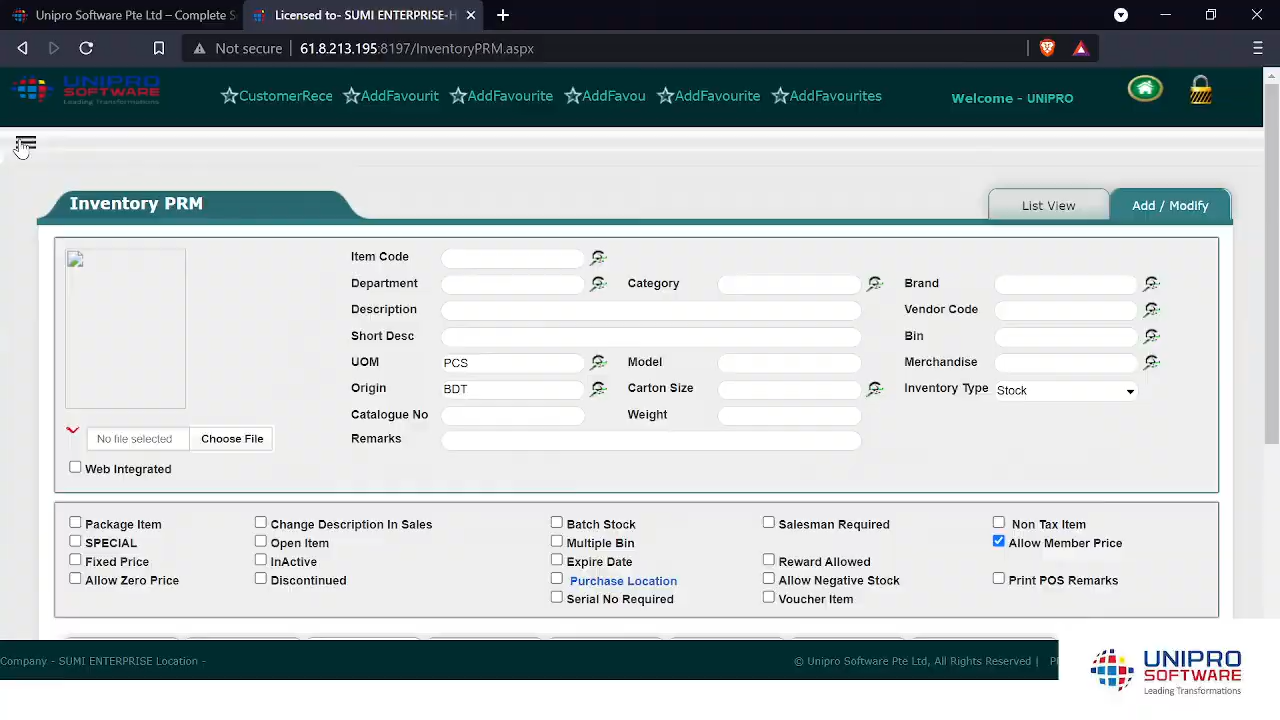 Unipro Software Pte Ltd – Complete S
Licensed to- SUMI ENTERPRISE-H
Not secure
61.8.213.195:8197/InventoryPRM.aspx
UNIPRO
SOFTWARE
Leading Transformations
CustomerRece AddFavourit AddFavourite AddFavou AddFavourite AddFavourites
Welcome - UNIPRO
Inventory PRM
List View
Add / Modify
Item Code
Department Category Brand
Description Vendor Code
Short Desc Bin
UOM PCS Model Merchandise
Origin BDT Carton Size Inventory Type Stock
Catalogue No Weight
Remarks
No file selected Choose File
Web Integrated
Package Item Change Description In Sales Batch Stock Salesman Required Non Tax Item
SPECIAL Open Item Multiple Bin Allow Member Price
Fixed Price InActive Expire Date Reward Allowed
Allow Zero Price Discontinued Purchase Location Allow Negative Stock Print POS Remarks
Serial No Required Voucher Item
Company - SUMI ENTERPRISE Location -
© Unipro Software Pte Ltd, All Rights Reserved |
UNIPRO
SOFTWARE
Leading Transformations